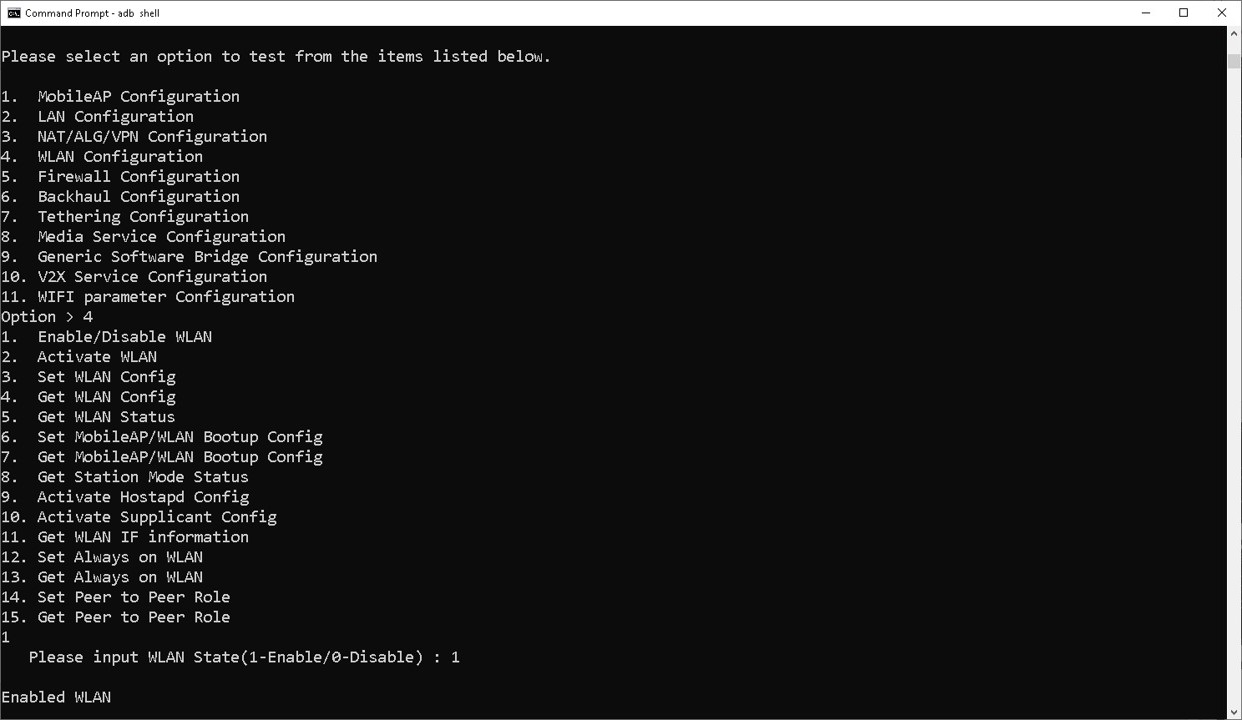 Command Prompt - adb shell
Please select an option to test from the items listed below.
1. MobileAP Configuration
2. LAN Configuration
3. NAT/ALG/VPN Configuration
4. WLAN Configuration
5. Firewall Configuration
6. Backhaul Configuration
7. Tethering Configuration
8. Media Service Configuration
9. Generic Software Bridge Configuration
10. V2X Service Configuration
11. WIFI parameter Configuration
Option > 4
1. Enable/Disable WLAN
2. Activate WLAN
3. Set WLAN Config
4. Get WLAN Config
5. Get WLAN Status
6. Set MobileAP/WLAN Bootup Config
7. Get MobileAP/WLAN Bootup Config
8. Get Station Mode Status
9. Activate Hostapd Config
10. Activate Supplicant Config
11. Get WLAN IF information
12. Set Always on WLAN
13. Get Always on WLAN
14. Set Peer to Peer Role
15. Get Peer to Peer Role
1
Please input WLAN State(1-Enable/0-Disable) : 1
Enabled WLAN